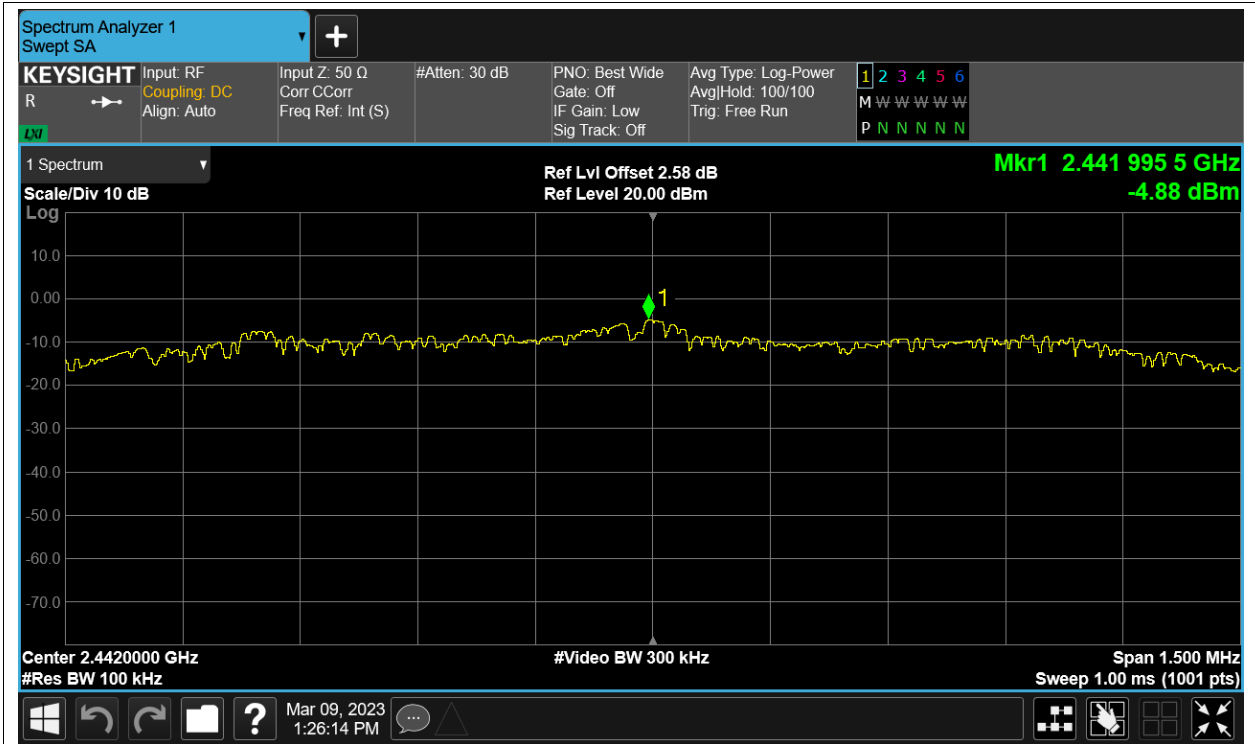 Spectrum Analyzer 1
Swept SA
KEYSIGHT
R
LXI
Input: RF
Coupling: DC
Align: Auto
Input Z: 50 Ω
Corr CCorr
Freq Ref: Int (S)
#Atten: 30 dB
PNO: Best Wide
Gate: Off
IF Gain: Low
Sig Track: Off
Avg Type: Log-Power
Avg|Hold: 100/100
Trig: Free Run
1 2 3 4 5 6
M W W W W W
P N N N N N
1 Spectrum
Scale/Div 10 dB
Log
Ref Lvl Offset 2.58 dB
Ref Level 20.00 dBm
Mkr1 2.441 995 5 GHz
-4.88 dBm
10.0
0.00
1
-10.0
-20.0
-30.0
-40.0
-50.0
-60.0
-70.0
Center 2.4420000 GHz
#Res BW 100 kHz
#Video BW 300 kHz
Span 1.500 MHz
Sweep 1.00 ms (1001 pts)
?
Mar 09, 2023
1:26:14 PM